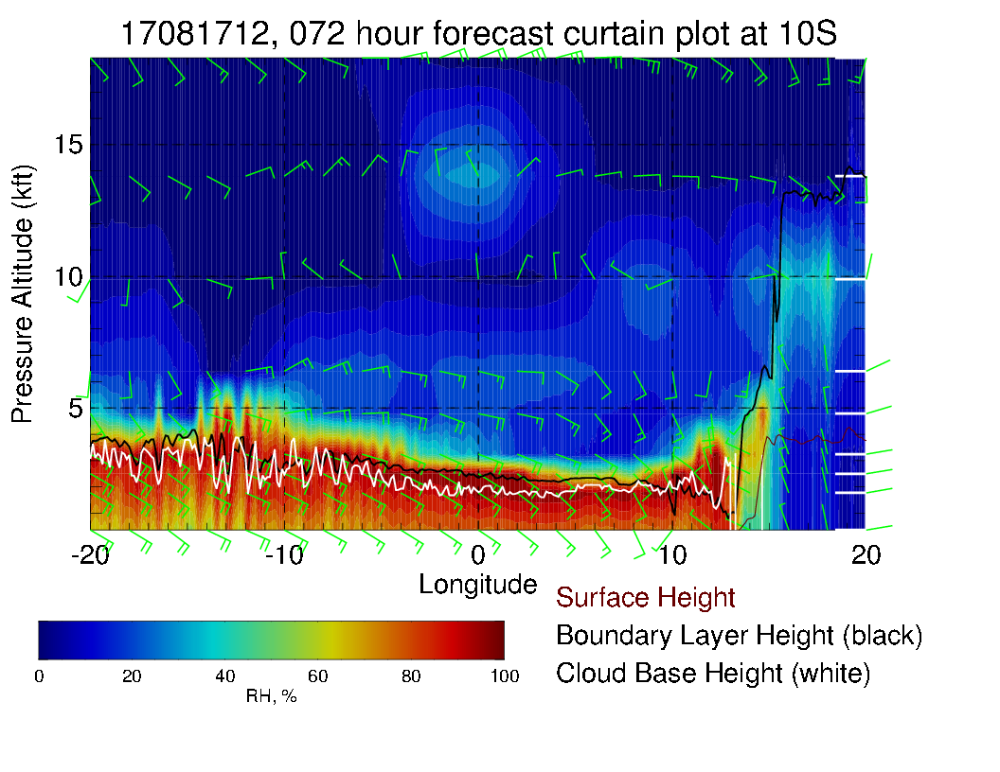 17081712, 072 hour forecast curtain plot at 10S
Pressure Altitude (kft)
15
10
5
-20 -10 0 10 20
Longitude
Surface Height
Boundary Layer Height (black)
Cloud Base Height (white)
0 20 40 60 80 100
RH, %